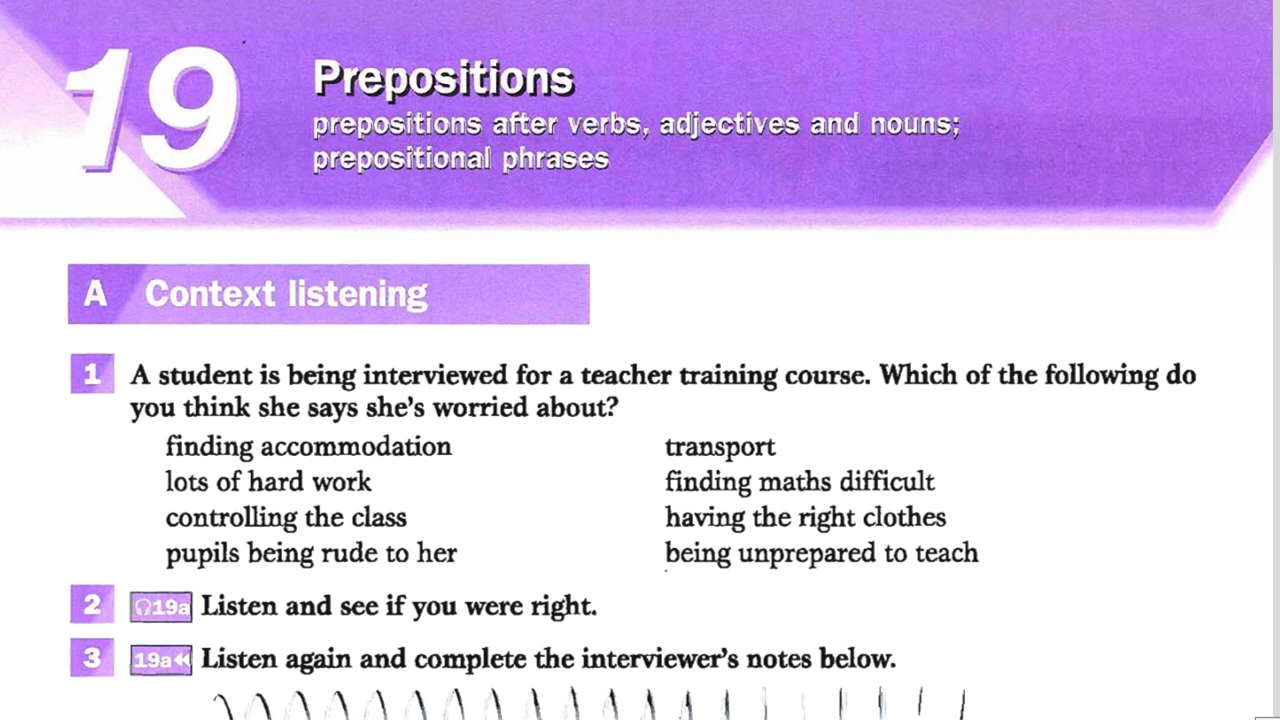 19
Prepositions
prepositions after verbs, adjectives and nouns;
prepositional phrases
A Context listening
1 A student is being interviewed for a teacher training course. Which of the following do
you think she says she's worried about?
finding accommodation
lots of hard work
controlling the class
pupils being rude to her
transport
finding maths difficult
having the right clothes
being unprepared to teach
2 19a Listen and see if you were right.
3 19a Listen again and complete the interviewer's notes below.